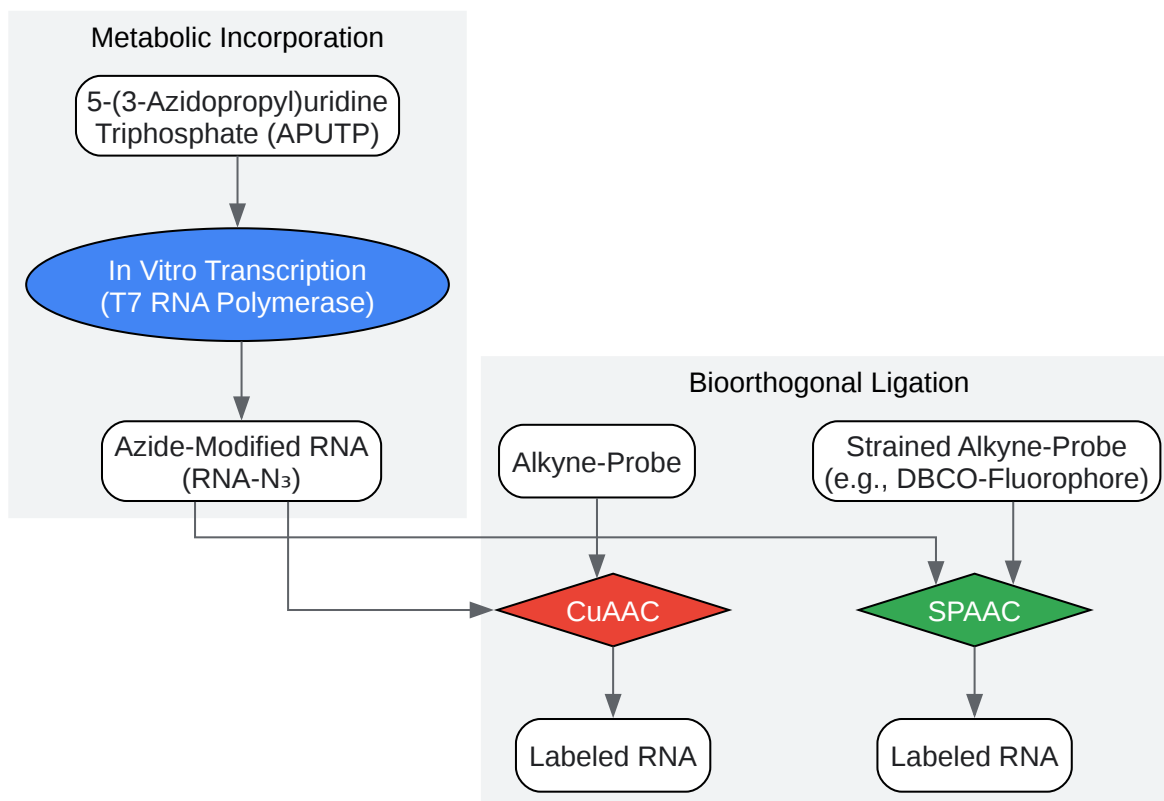 Metabolic Incorporation
5-(3-Azidopropyl)uridine
Triphosphate (APUTP)
In Vitro Transcription
(T7 RNA Polymerase)
Azide-Modified RNA
(RNA-N₃)
Bioorthogonal Ligation
Alkyne-Probe
Strained Alkyne-Probe
(e.g., DBCO-Fluorophore)
CuAAC
SPAAC
Labeled RNA
Labeled RNA